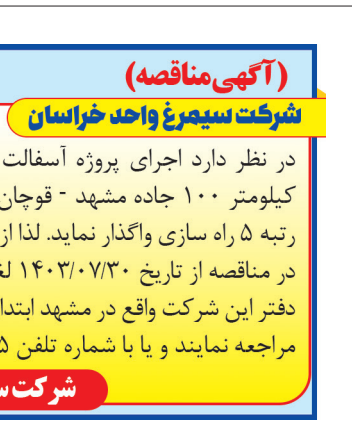 (آگهی مناقصه)
شرکت سیمرغ واحد خراسان
در نظر دارد اجرای پروژه آسفالت
کیلومتر ۱۰۰ جاده مشهد - قوچان
رتبه ۵ راه سازی واگذار نماید. لذا از
در مناقصه از تاریخ ۱۴۰۳/۰۷/۳۰
دفتر این شرکت واقع در مشهد ابتدا
مراجعه نمایند و یا با شماره تلفن ۵
شرکت